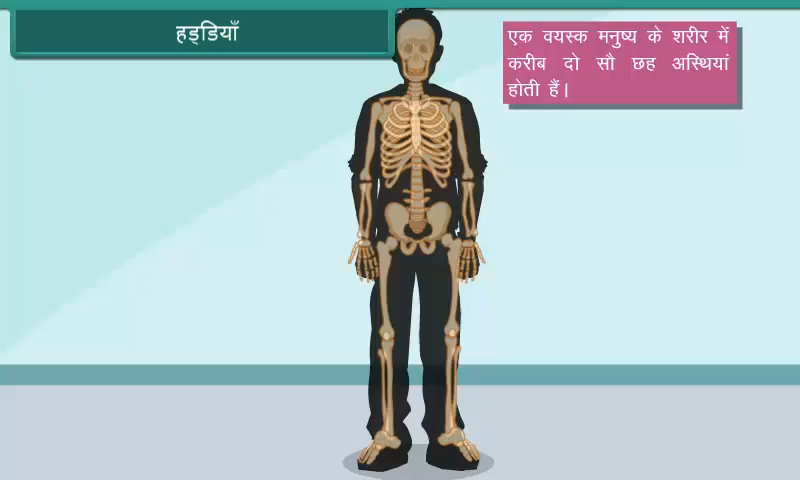 हड्डियाँ
एक वयस्क मनुष्य के शरीर में
करीब दो सौ छह अस्थियां
होती हैं।